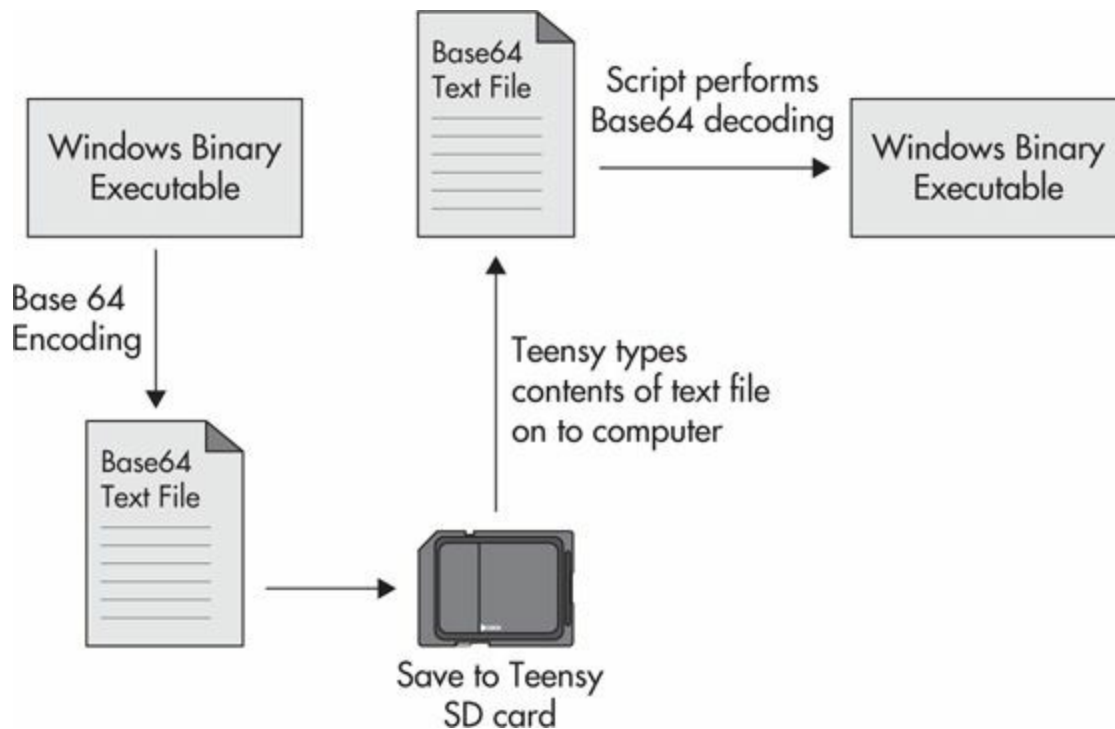 Windows Binary
Executable
Base 64
Encoding
Base64
Text File
Save to Teensy
SD card
Teensy types
contents of text file
on to computer
Base64
Text File
Script performs
Base64 decoding
Windows Binary
Executable